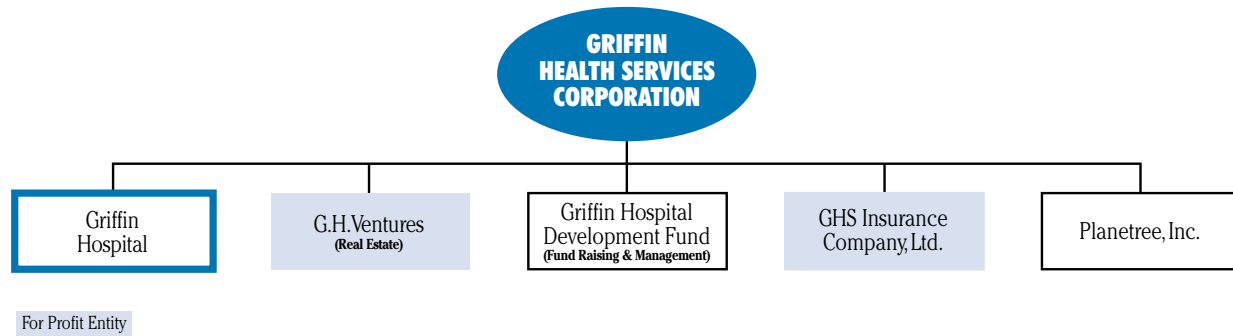 GRIFFIN
HEALTH SERVICES
CORPORATION
Griffin
Hospital
G.H.Ventures
(Real Estate)
Griffin Hospital
Development Fund
(Fund Raising & Management)
GHS Insurance
Company, Ltd.
Planetree, Inc.
For Profit Entity